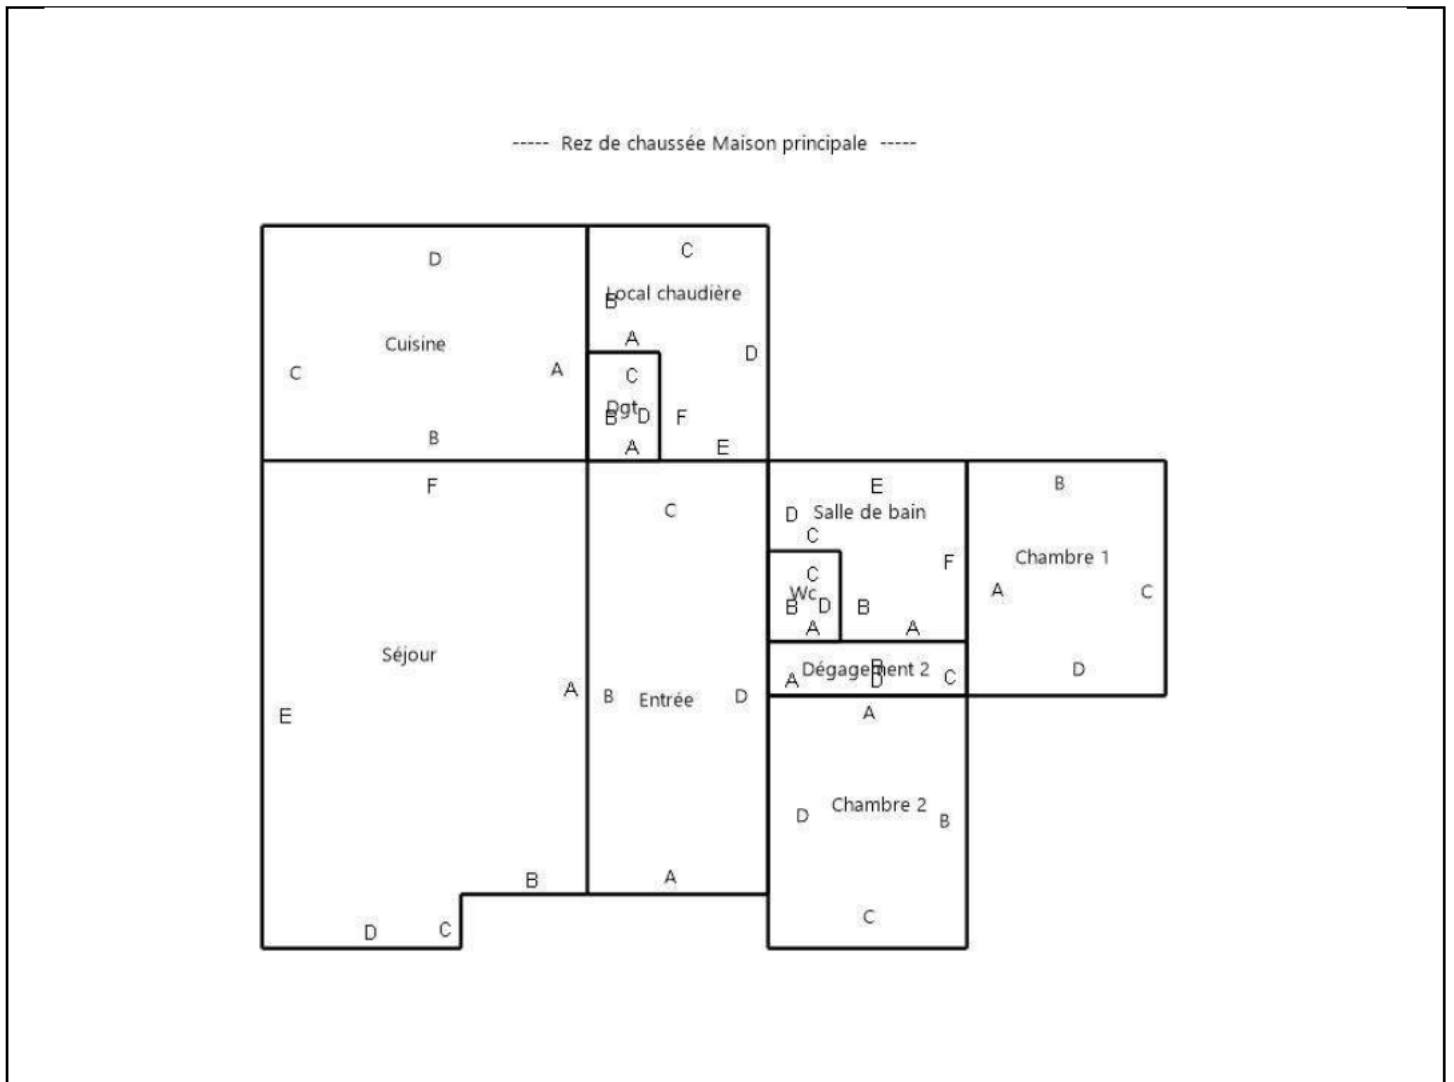 ----- Rez de chaussée Maison principale -----
D
C
Local chaudière
B
A
D
Cuisine
C
A
C
Dgt
B D F
B
A
E
F
C
E
B
D
Salle de bain
C
F
Chambre 1
C
Wc
A
C
B D B
A
A
Séjour
B
Dégagement 2
D
A
D
C
A
B
Entrée
D
E
A
Chambre 2
D
B
B
A
C
D
C